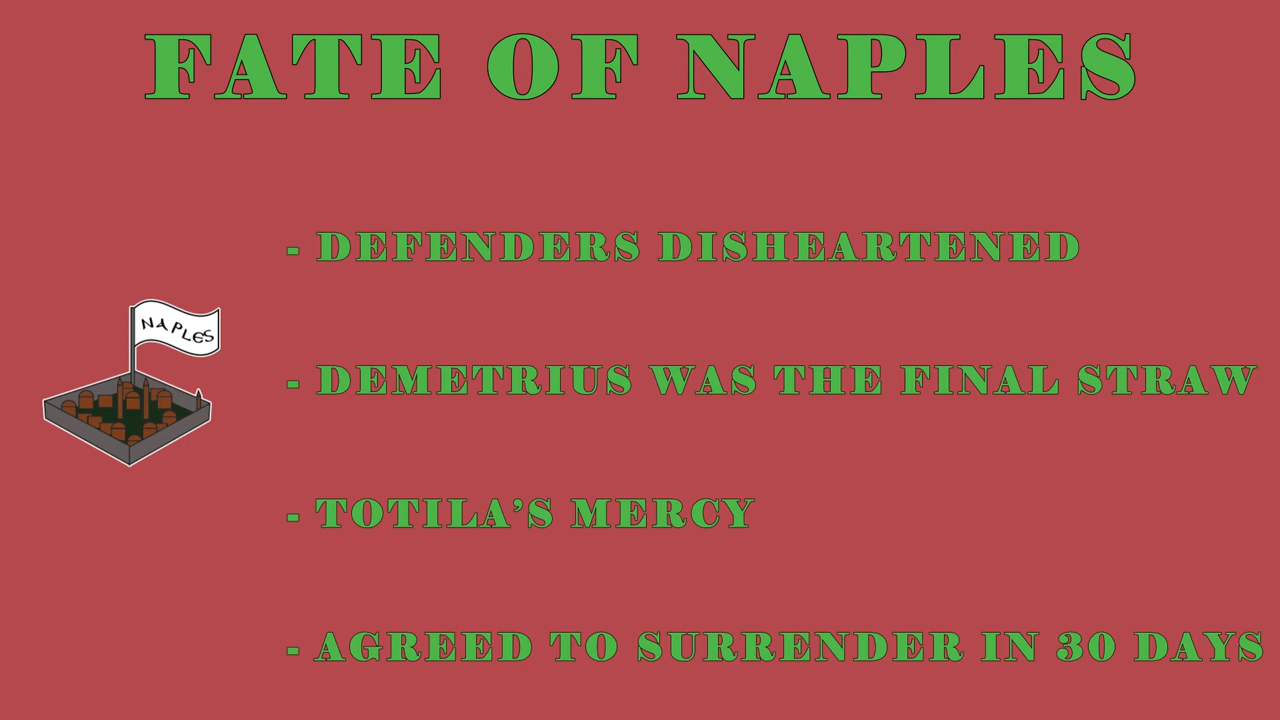 FATE OF NAPLES
- DEFENDERS DISHEARTENED
NAPLES
- DEMETRIUS WAS THE FINAL STRAW
- TOTILA'S MERCY
- AGREED TO SURRENDER IN 30 DAYS